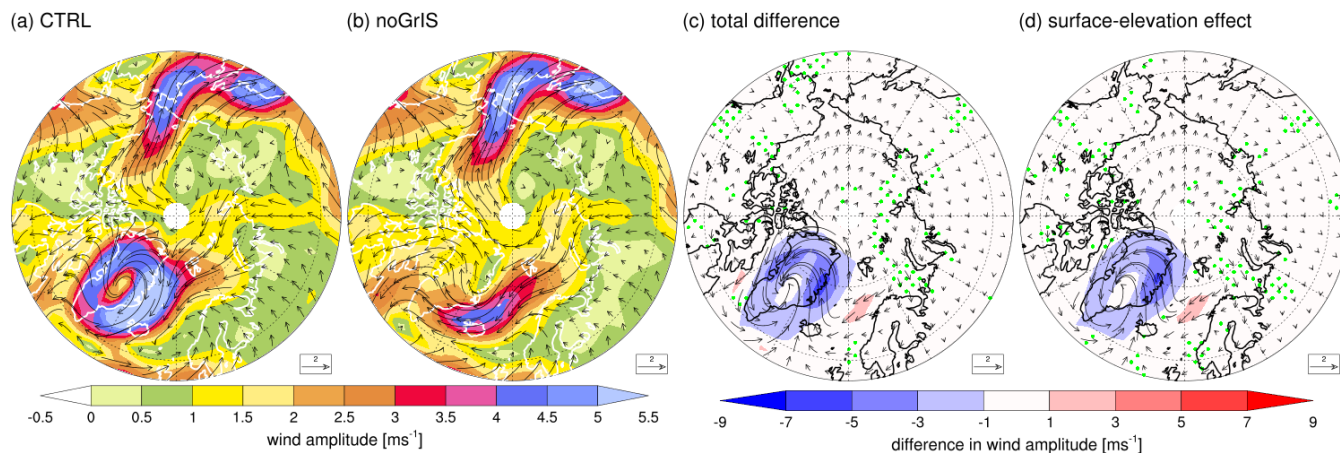 (a) CTRL
(b) noGrIS
(c) total difference
(d) surface-elevation effect
2
2
2
2
-0.5 0 0.5 1 1.5 2 2.5 3 3.5 4 4.5 5 5.5
wind amplitude [ms⁻¹]
-9 -7 -5 -3 -1 1 3 5 7 9
difference in wind amplitude [ms⁻¹]